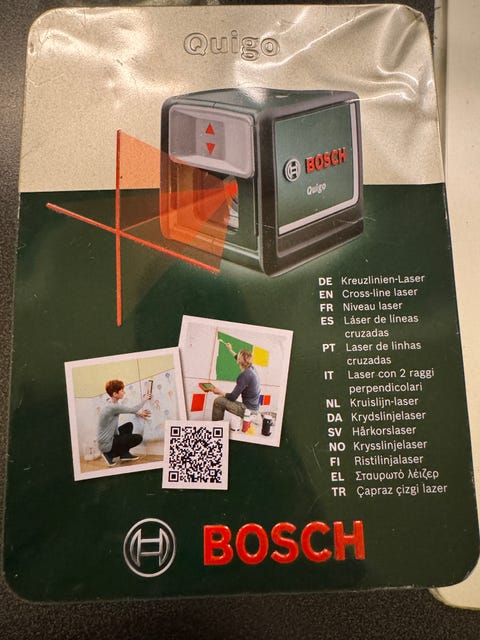 Quigo
BOSCH
Quigo
DE Kreuzlinien-Laser
EN Cross-line laser
FR Niveau laser
ES Láser de líneas
cruzadas
PT Laser de linhas
cruzadas
IT Laser con 2 raggi
perpendicolari
NL Kruislijn-laser
DA Krydslinjelaser
SV Hårkorslaser
NO Krysslinjelaser
FI Ristilinjalaser
EL Σταυρωτό λέιζερ
TR Çapraz çizgi lazer
BOSCH